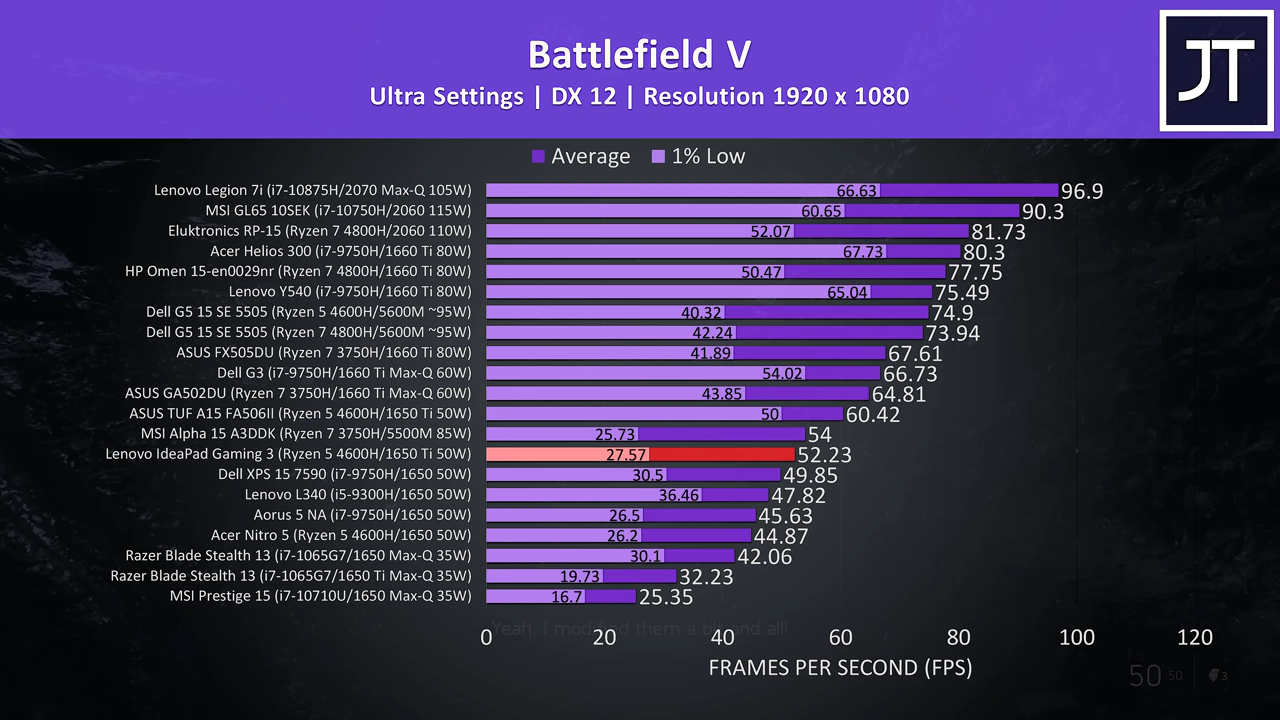 Battlefield V
JT
Ultra Settings | DX 12 | Resolution 1920 x 1080
Average 1% Low
Lenovo Legion 7i (i7-10875H/2070 Max-Q 105W) 66.63 96.9
MSI GL65 10SEK (i7-10750H/2060 115W) 60.65 90.3
Eluktronics RP-15 (Ryzen 7 4800H/2060 110W) 52.07 81.73
Acer Helios 300 (i7-9750H/1660 Ti 80W) 67.73 80.3
HP Omen 15-en0029nr (Ryzen 7 4800H/1660 Ti 80W) 50.47 77.75
Lenovo Y540 (i7-9750H/1660 Ti 80W) 65.04 75.49
Dell G5 15 SE 5505 (Ryzen 5 4600H/5600M ~95W) 40.32 74.9
Dell G5 15 SE 5505 (Ryzen 7 4800H/5600M ~95W) 42.24 73.94
ASUS FX505DU (Ryzen 7 3750H/1660 Ti 80W) 41.89 67.61
Dell G3 (i7-9750H/1660 Ti Max-Q 60W) 54.02 66.73
ASUS GA502DU (Ryzen 7 3750H/1660 Ti Max-Q 60W) 43.85 64.81
ASUS TUF A15 FA506II (Ryzen 5 4600H/1650 Ti 50W) 50 60.42
MSI Alpha 15 A3DDK (Ryzen 7 3750H/5500M 85W) 25.73 54
Lenovo IdeaPad Gaming 3 (Ryzen 5 4600H/1650 Ti 50W) 27.57 52.23
Dell XPS 15 7590 (i7-9750H/1650 50W) 30.5 49.85
Lenovo L340 (i5-9300H/1650 50W) 36.46 47.82
Aorus 5 NA (i7-9750H/1650 50W) 26.5 45.63
Acer Nitro 5 (Ryzen 5 4600H/1650 50W) 26.2 44.87
Razer Blade Stealth 13 (i7-1065G7/1650 Max-Q 35W) 30.1 42.06
Razer Blade Stealth 13 (i7-1065G7/1650 Ti Max-Q 35W) 19.73 32.23
MSI Prestige 15 (i7-10710U/1650 Max-Q 35W) 16.7 25.35
Yeah. I modified them a bit and all!
0 20 40 60 80 100 120
FRAMES PER SECOND (FPS)
50 50 3